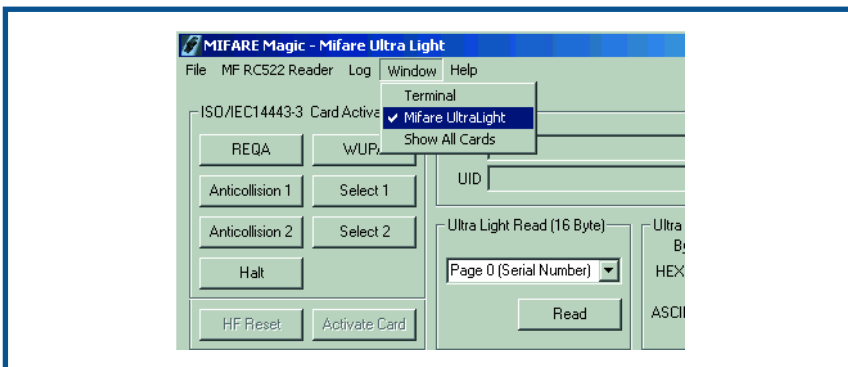 MIFARE Magic - Mifare Ultra Light
File MF RC522 Reader Log Window Help
Terminal
Mifare UltraLight
Show All Cards
ISO/IEC14443-3 Card Activa
REQA
WUPA
UID
Anticollision 1
Select 1
Anticollision 2
Select 2
Halt
HF Reset
Activate Card
Ultra Light Read (16 Byte)
Page 0 (Serial Number)
Read
Ultra
HEX